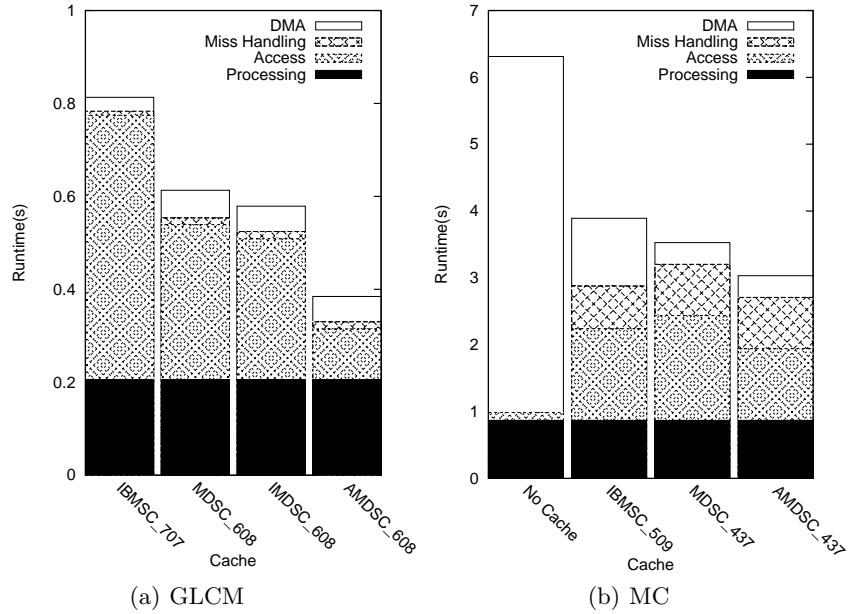 1
0.8
0.6
0.4
0.2
0
Runtime(s)
DMA
Miss Handling
Access
Processing
IBMSC_707
MDSC_608
IMDSC_608
AMDSC_608
Cache
(a) GLCM
7
6
5
4
3
2
1
0
Runtime(s)
DMA
Miss Handling
Access
Processing
No Cache
IBMSC_509
MDSC_437
AMDSC_437
Cache
(b) MC